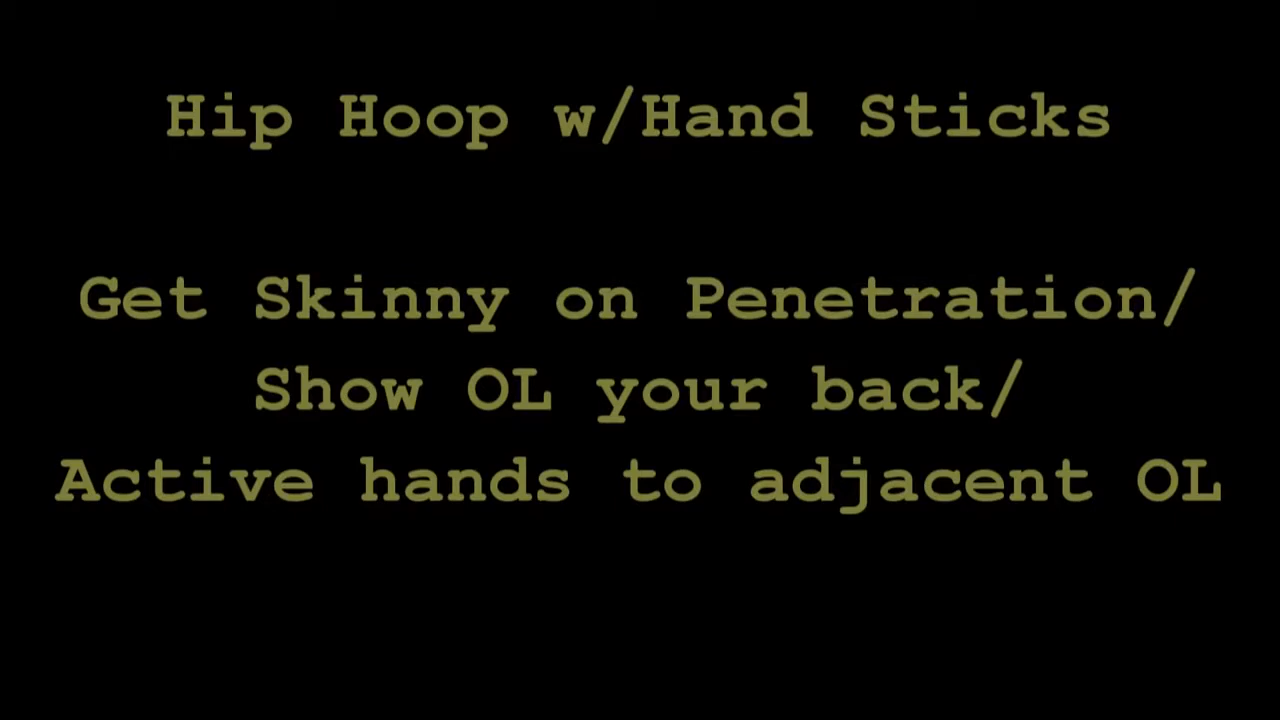 Hip Hoop w/Hand Sticks
Get Skinny on Penetration/
Show OL your back/
Active hands to adjacent OL